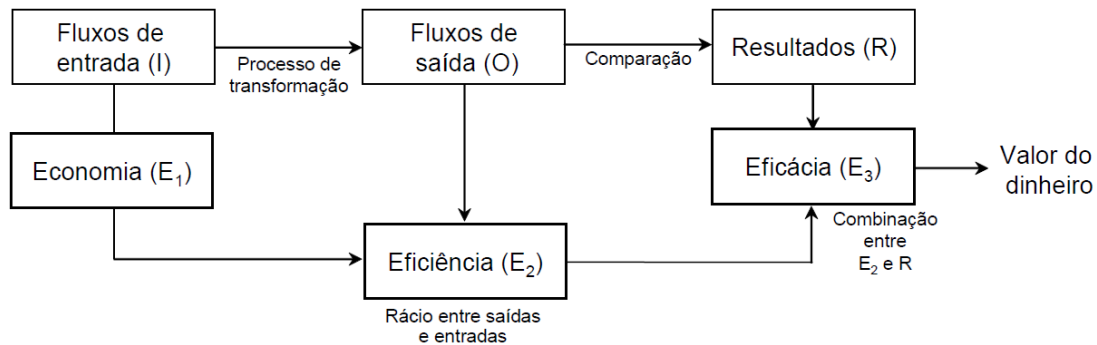 Fluxos de
entrada (I)
Processo de
transformação
Fluxos de
saída (O)
Comparação
Resultados (R)
Economia (E₁)
Eficácia (E₃)
Valor do
dinheiro
Combinação
entre
E₂ e R
Eficiência (E₂)
Rácio entre saídas
e entradas